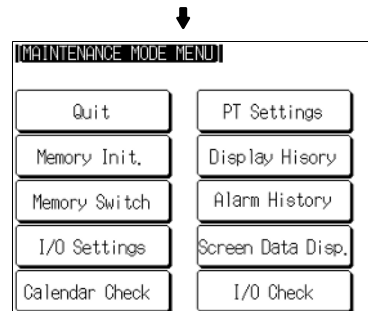 [MAINTENANCE MODE MENU]
Quit
PT Settings
Memory Init.
Display Hisory
Memory Switch
Alarm History
I/O Settings
Screen Data Disp.
Calendar Check
I/O Check